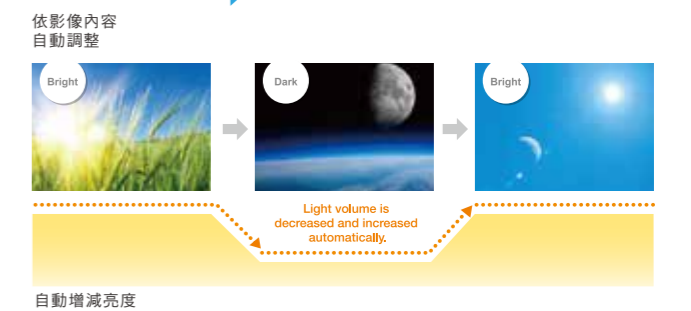 依影像內容
自動調整
Bright
Dark
Bright
Light volume is
decreased and increased
automatically.
自動增減亮度